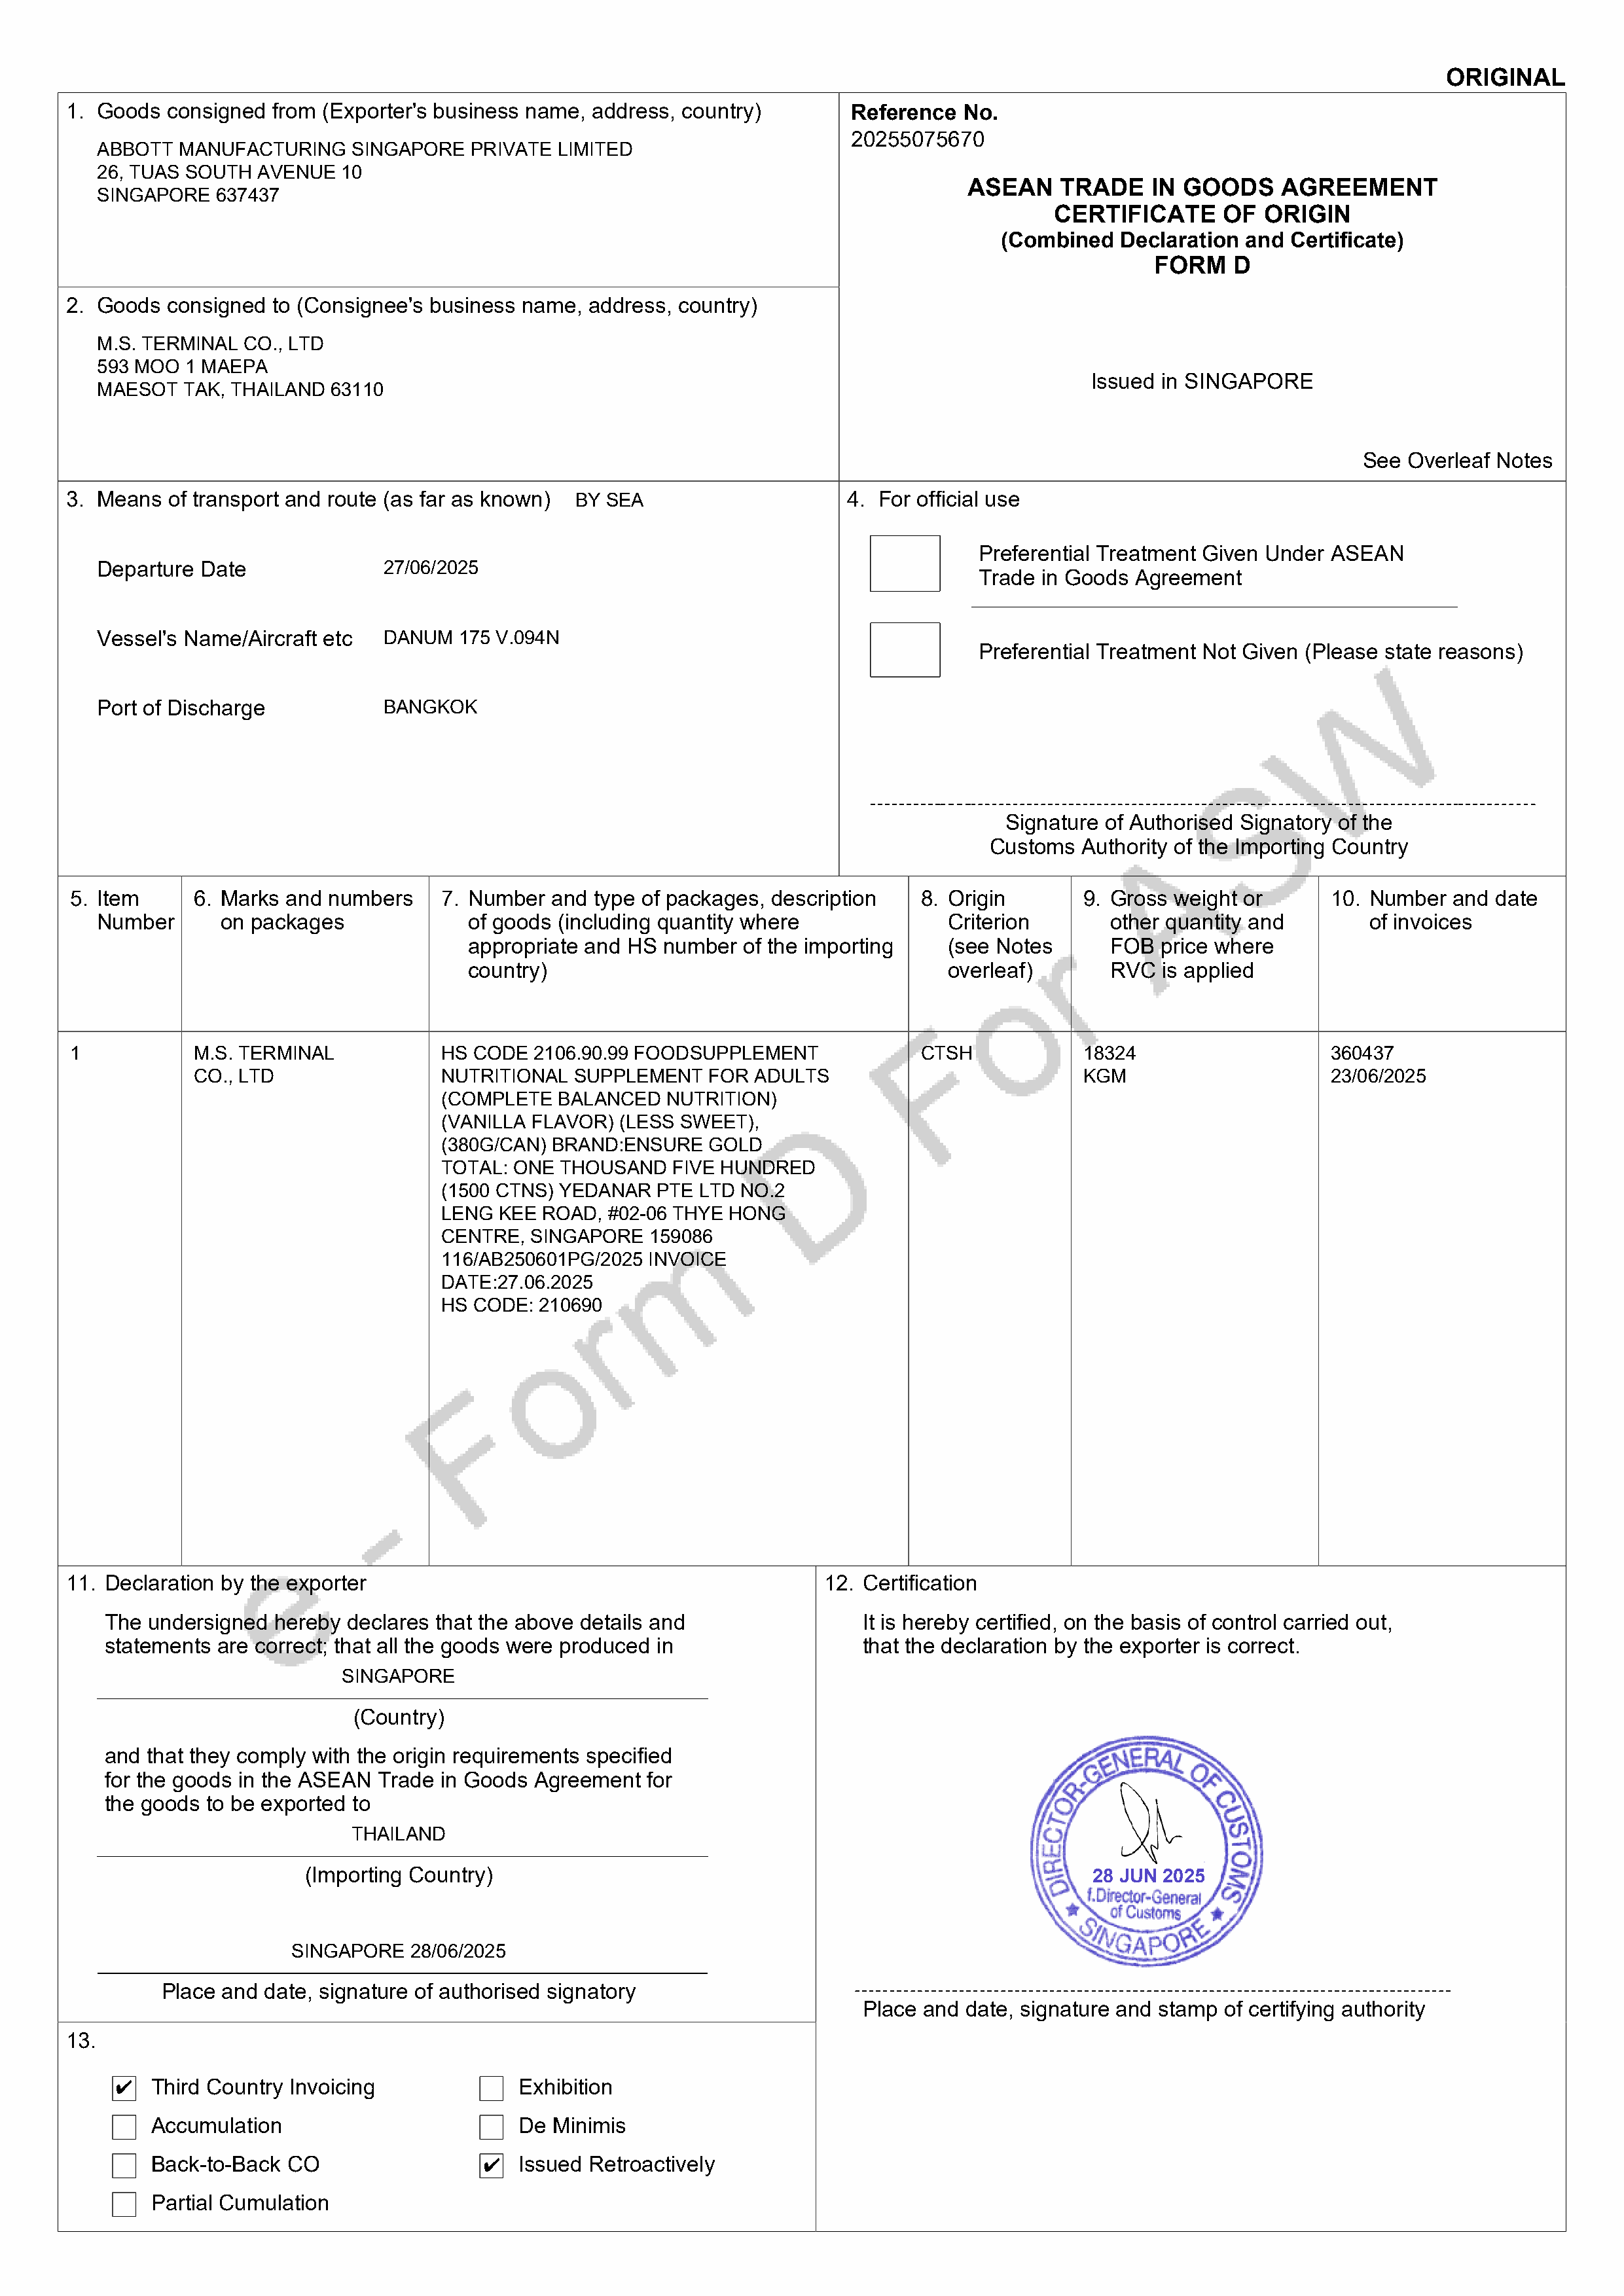 ORIGINAL
1. Goods consigned from (Exporter's business name, address, country)
ABBOTT MANUFACTURING SINGAPORE PRIVATE LIMITED
26, TUAS SOUTH AVENUE 10
SINGAPORE 637437
Reference No.
20255075670
ASEAN TRADE IN GOODS AGREEMENT
CERTIFICATE OF ORIGIN
(Combined Declaration and Certificate)
FORM D
Issued in SINGAPORE
See Overleaf Notes
2. Goods consigned to (Consignee's business name, address, country)
M.S. TERMINAL CO., LTD
593 MOO 1 MAEPA
MAESOT TAK, THAILAND 63110
3. Means of transport and route (as far as known) BY SEA
Departure Date 27/06/2025
Vessel's Name/Aircraft etc DANUM 175 V.094N
Port of Discharge BANGKOK
4. For official use
Preferential Treatment Given Under ASEAN
Trade in Goods Agreement
Preferential Treatment Not Given (Please state reasons)
Signature of Authorised Signatory of the
Customs Authority of the Importing Country
5. Item
Number
6. Marks and numbers
on packages
7. Number and type of packages, description
of goods (including quantity where
appropriate and HS number of the importing
country)
8. Origin
Criterion
(see Notes
overleaf)
9. Gross weight or
other quantity and
FOB price where
RVC is applied
10. Number and date
of invoices
1
M.S. TERMINAL
CO., LTD
HS CODE 2106.90.99 FOODSUPPLEMENT
NUTRITIONAL SUPPLEMENT FOR ADULTS
(COMPLETE BALANCED NUTRITION)
(VANILLA FLAVOR) (LESS SWEET),
(380G/CAN) BRAND:ENSURE GOLD
TOTAL: ONE THOUSAND FIVE HUNDRED
(1500 CTNS) YEDANAR PTE LTD NO.2
LENG KEE ROAD, #02-06 THYE HONG
CENTRE, SINGAPORE 159086
116/AB250601PG/2025 INVOICE
DATE:27.06.2025
HS CODE: 210690
CTSH
18324
KGM
360437
23/06/2025
e - Form D For ASW
11. Declaration by the exporter
The undersigned hereby declares that the above details and
statements are correct; that all the goods were produced in
SINGAPORE
(Country)
and that they comply with the origin requirements specified
for the goods in the ASEAN Trade in Goods Agreement for
the goods to be exported to
THAILAND
(Importing Country)
SINGAPORE 28/06/2025
Place and date, signature of authorised signatory
12. Certification
It is hereby certified, on the basis of control carried out,
that the declaration by the exporter is correct.
DIRECTOR-GENERAL OF CUSTOMS
28 JUN 2025
f.Director-General
of Customs
★ SINGAPORE ★
Place and date, signature and stamp of certifying authority
13.
✔ Third Country Invoicing
Accumulation
Back-to-Back CO
Partial Cumulation
Exhibition
De Minimis
✔ Issued Retroactively